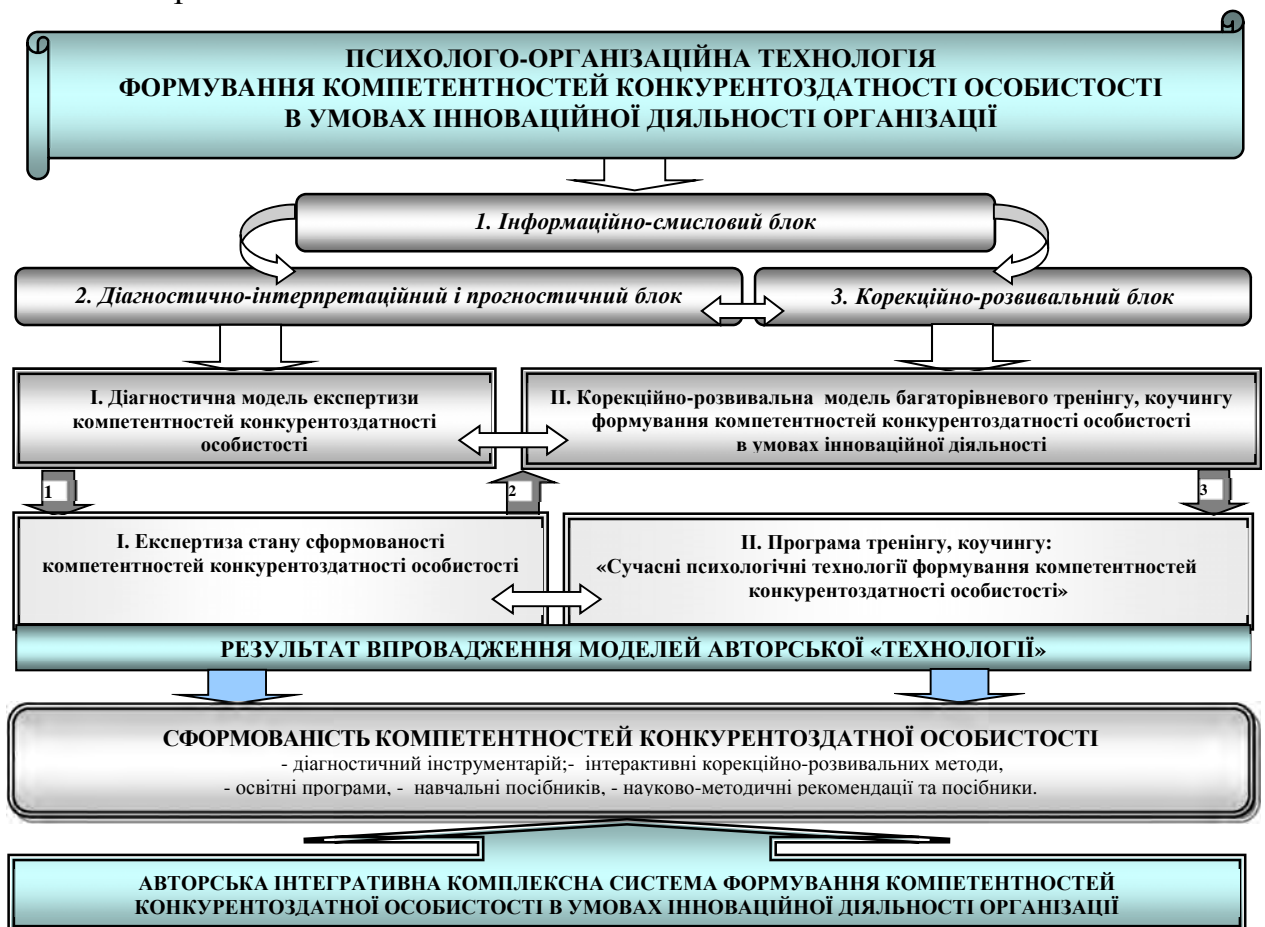 ПСИХОЛОГО-ОРГАНІЗАЦІЙНА ТЕХНОЛОГІЯ
ФОРМУВАННЯ КОМПЕТЕНТНОСТЕЙ КОНКУРЕНТОЗДАТНОСТІ ОСОБИСТОСТІ
В УМОВАХ ІННОВАЦІЙНОЇ ДІЯЛЬНОСТІ ОРГАНІЗАЦІЇ
1. Інформаційно-смисловий блок
2. Діагностично-інтерпретаційний і прогностичний блок
3. Корекційно-розвивальний блок
І. Діагностична модель експертизи
компетентностей конкурентоздатності
особистості
ІІ. Корекційно-розвивальна модель багаторівневого тренінгу, коучингу
формування компетентностей конкурентоздатності особистості
в умовах інноваційної діяльності
1
2
3
І. Експертиза стану сформованості
компетентностей конкурентоздатності особистості
ІІ. Програма тренінгу, коучингу:
«Сучасні психологічні технології формування компетентностей
конкурентоздатності особистості»
РЕЗУЛЬТАТ ВПРОВАДЖЕННЯ МОДЕЛЕЙ АВТОРСЬКОЇ «ТЕХНОЛОГІЇ»
СФОРМОВАНІСТЬ КОМПЕТЕНТНОСТЕЙ КОНКУРЕНТОЗДАТНОЇ ОСОБИСТОСТІ
- діагностичний інструментарій;- інтерактивні корекційно-розвивальних методи,
- освітні програми, - навчальні посібників, - науково-методичні рекомендації та посібники.
АВТОРСЬКА ІНТЕГРАТИВНА КОМПЛЕКСНА СИСТЕМА ФОРМУВАННЯ КОМПЕТЕНТНОСТЕЙ
КОНКУРЕНТОЗДАТНОЇ ОСОБИСТОСТІ В УМОВАХ ІННОВАЦІЙНОЇ ДІЯЛЬНОСТІ ОРГАНІЗАЦІЇ